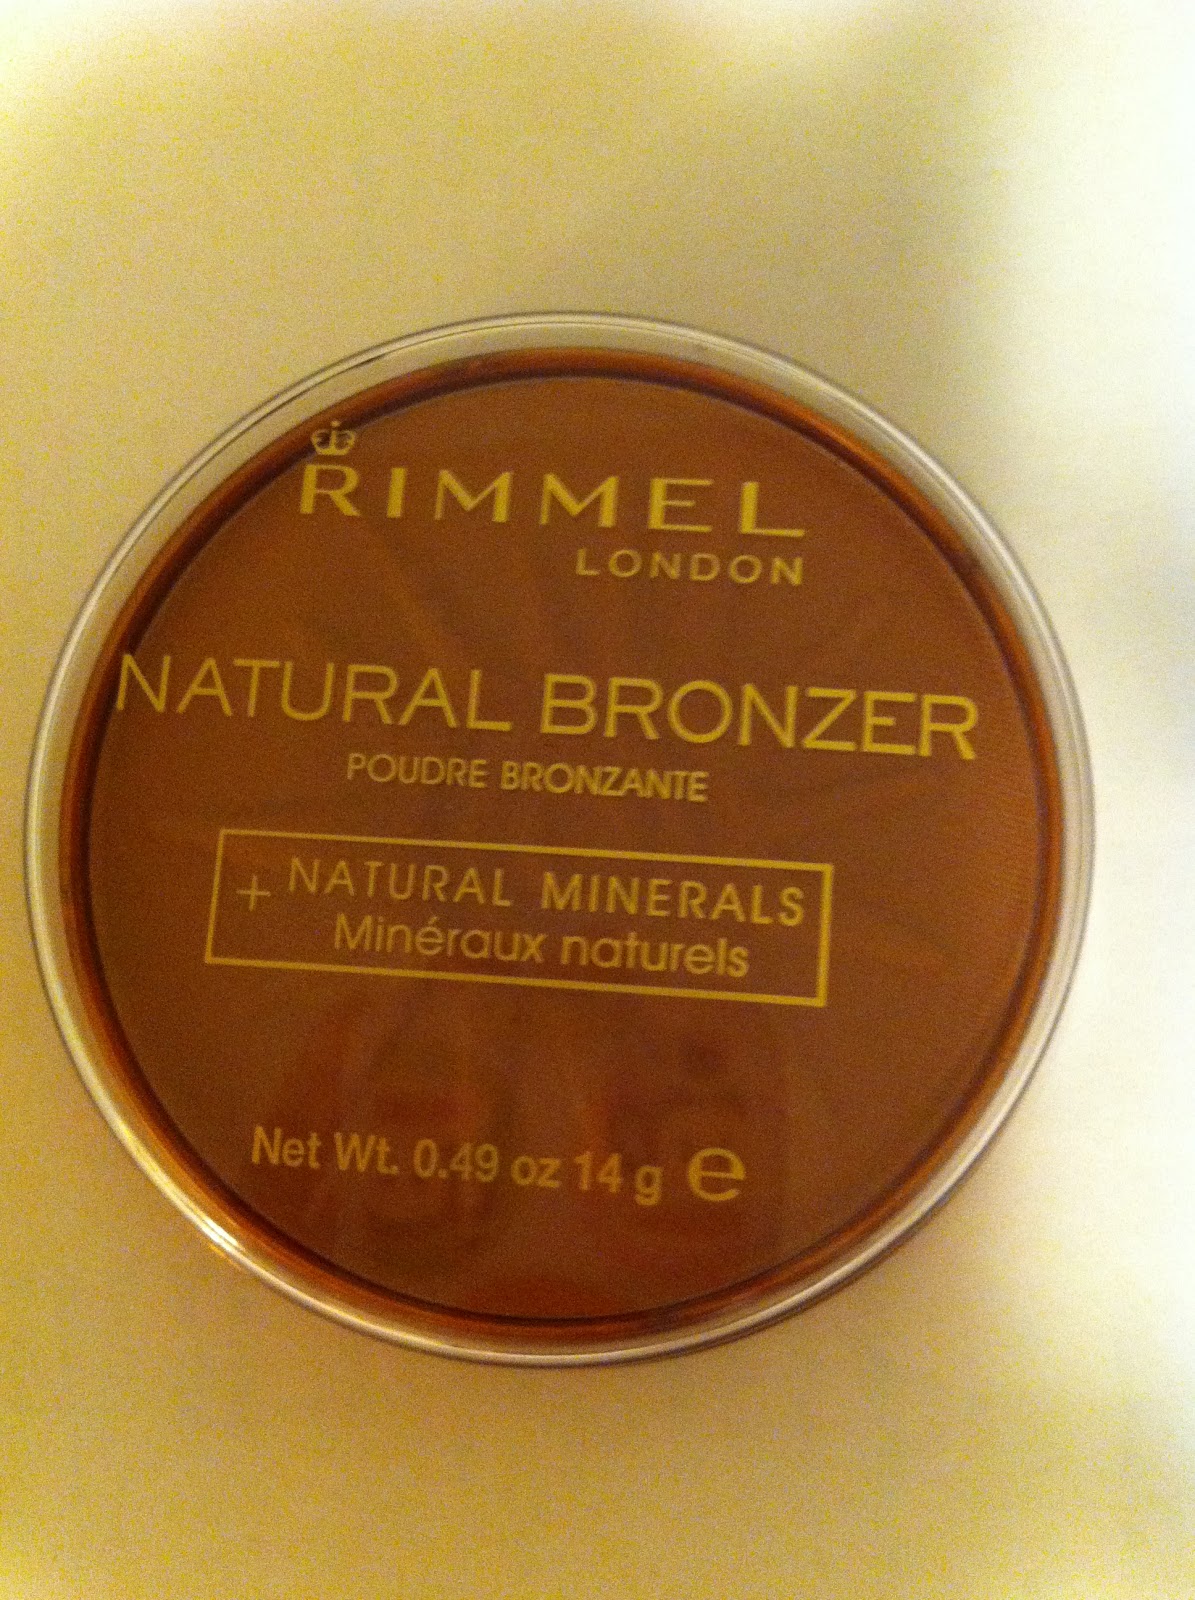 RIMMEL
LONDON
NATURAL BRONZER
POUDRE BRONZANTE
+ NATURAL MINERALS
Minéraux naturels
Net Wt. 0.49 oz 14 g e